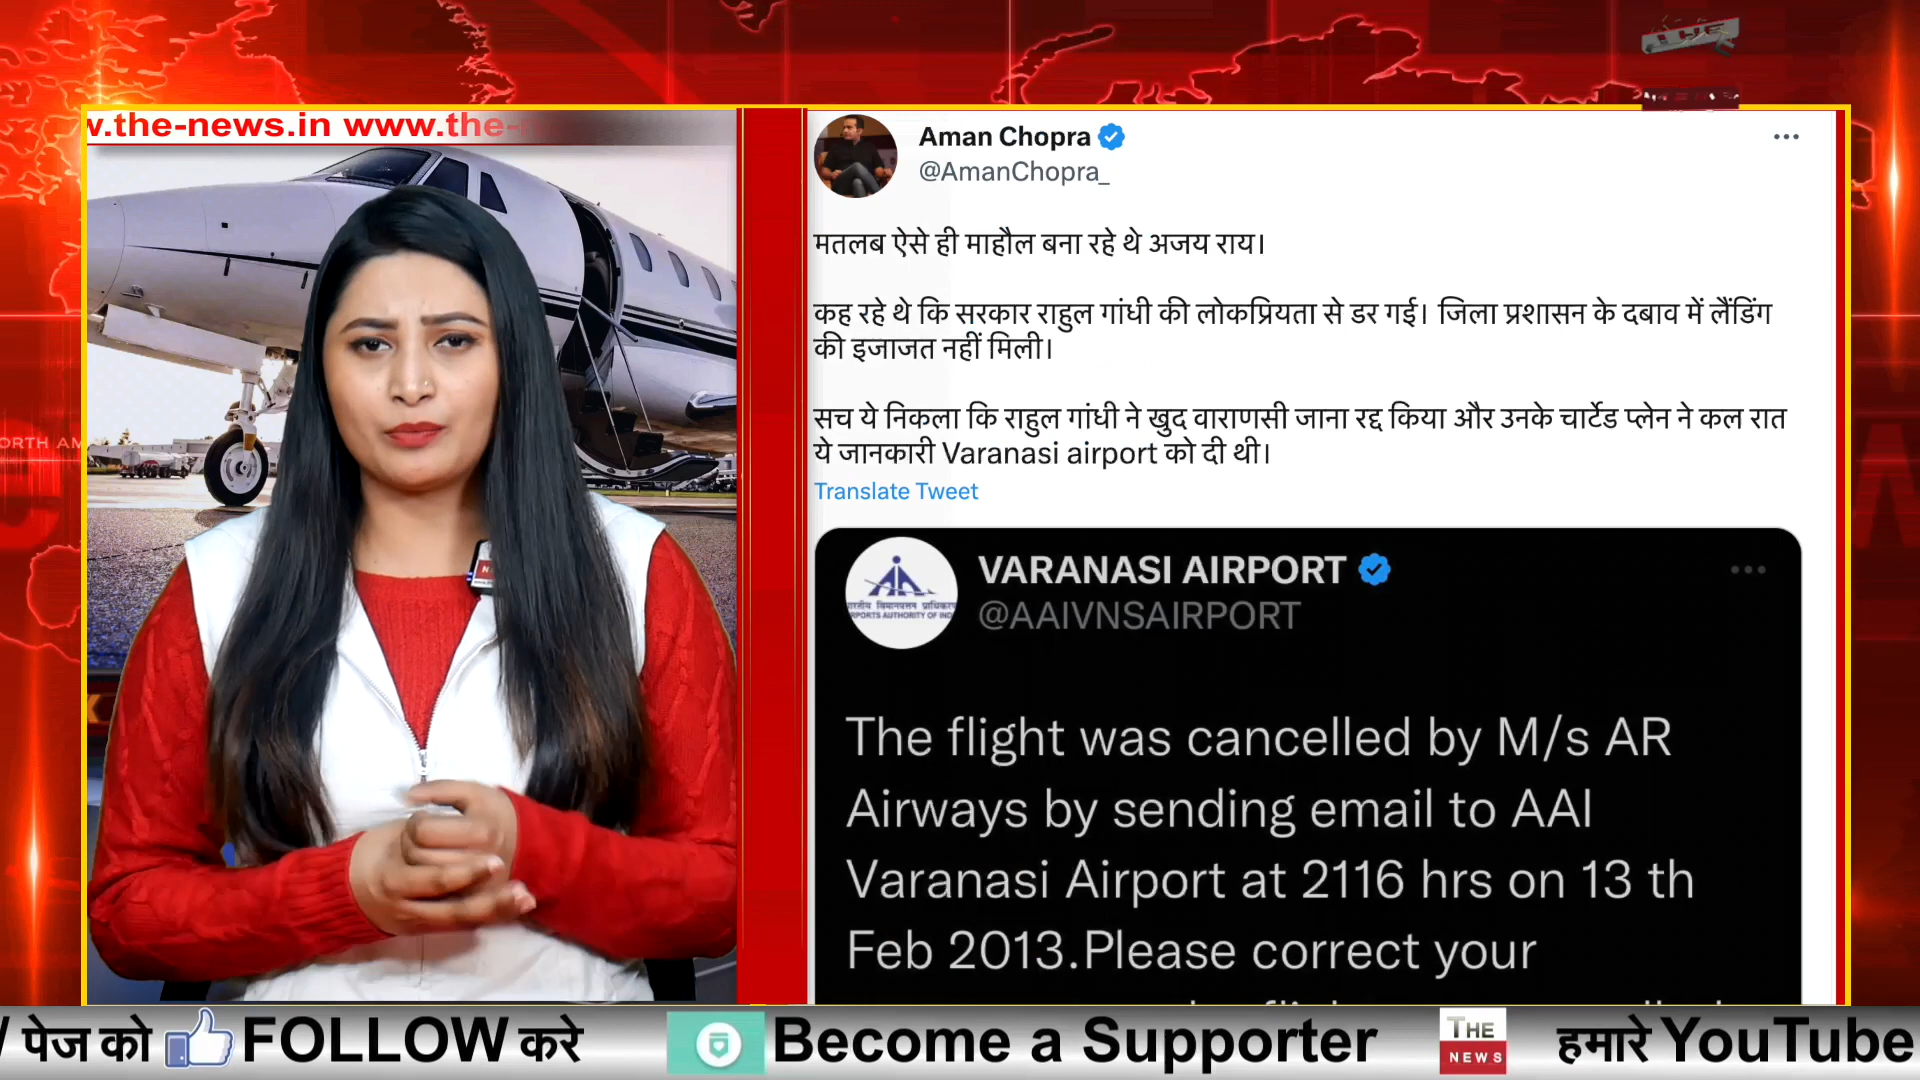 www.the-news.in www.the-
Aman Chopra
@AmanChopra_
मतलब ऐसे ही माहौल बना रहे थे अजय राय।
कह रहे थे कि सरकार राहुल गांधी की लोकप्रियता से डर गई। जिला प्रशासन के दबाव में लैंडिंग
की इजाजत नहीं मिली।
सच ये निकला कि राहुल गांधी ने खुद वाराणसी जाना रद्द किया और उनके चार्टेड प्लेन ने कल रात
ये जानकारी Varanasi airport को दी थी।
Translate Tweet
VARANASI AIRPORT
@AAIVNSAIRPORT
The flight was cancelled by M/s AR
Airways by sending email to AAI
Varanasi Airport at 2116 hrs on 13 th
Feb 2013.Please correct your
ORTH AM
/ पेज को FOLLOW करे Become a Supporter THE NEWS हमारे YouTube